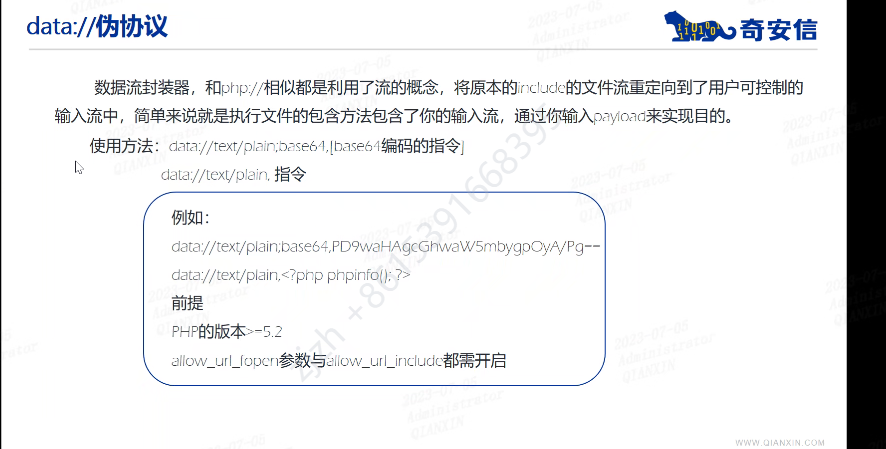 data://伪协议
奇安信
数据流封装器，和php://相似都是利用了流的概念，将原本的include的文件流重定向到了用户可控制的
输入流中，简单来说就是执行文件的包含方法包含了你的输入流，通过你输入payload来实现目的。
使用方法：data://text/plain;base64,[base64编码的指令]
data://text/plain, 指令
例如：
data://text/plain;base64,PD9waHAgcGhwaW5mbygpOyA/Pg==
data://text/plain,<?php phpinfo(); ?>
前提
PHP的版本>=5.2
allow_url_fopen参数与allow_url_include都需开启
zjzh +8615391668395
2023-07-05
Administrator
QIANXIN
WWW.QIANXIN.COM